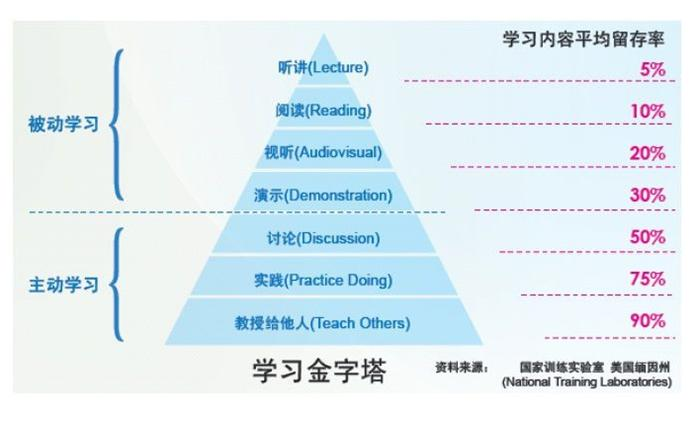 学习内容平均留存率
听讲(Lecture)
5%
阅读(Reading)
10%
被动学习
视听(Audiovisual)
20%
演示(Demonstration)
30%
讨论(Discussion)
50%
主动学习
实践(Practice Doing)
75%
教授给他人(Teach Others)
90%
学习金字塔
资料来源：
国家训练实验室 美国缅因州
(National Training Laboratories)